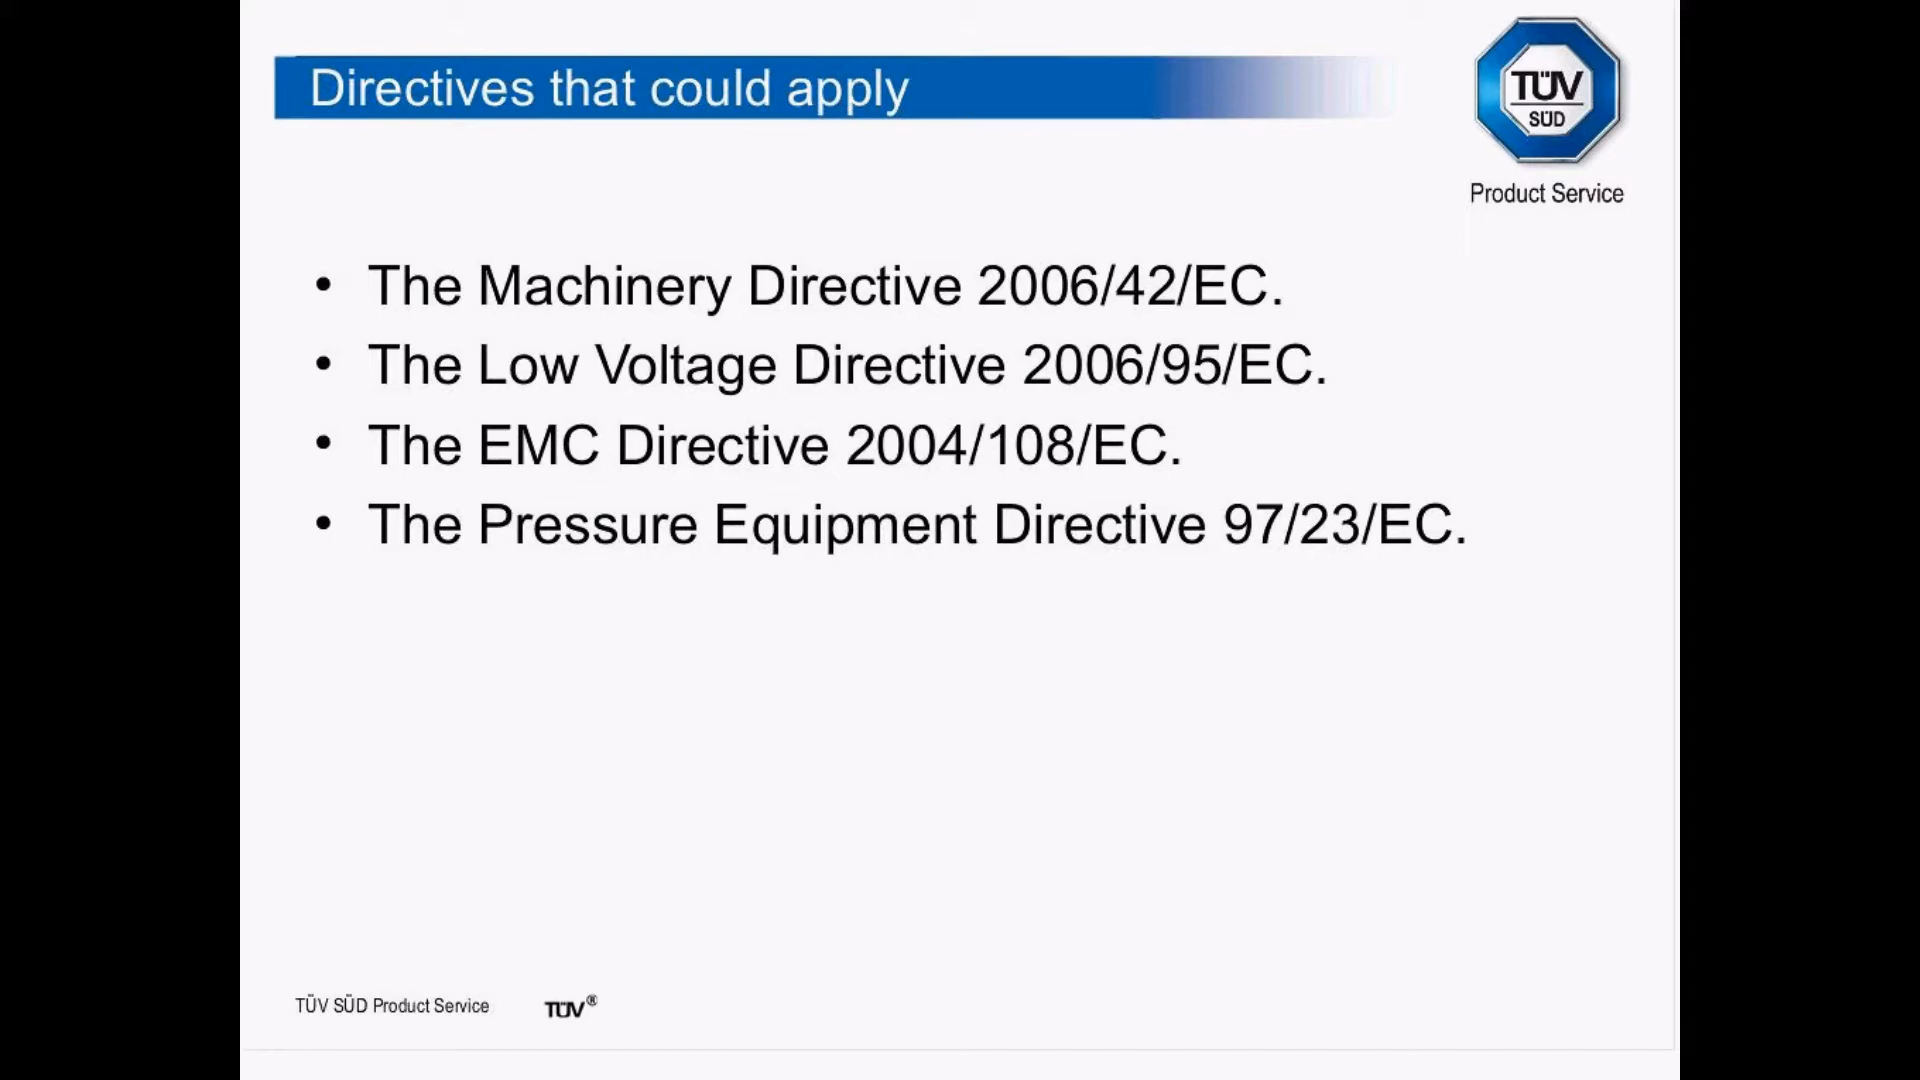 Directives that could apply
TÜV
SÜD
Product Service
• The Machinery Directive 2006/42/EC.
• The Low Voltage Directive 2006/95/EC.
• The EMC Directive 2004/108/EC.
• The Pressure Equipment Directive 97/23/EC.
TÜV SÜD Product Service TÜV®